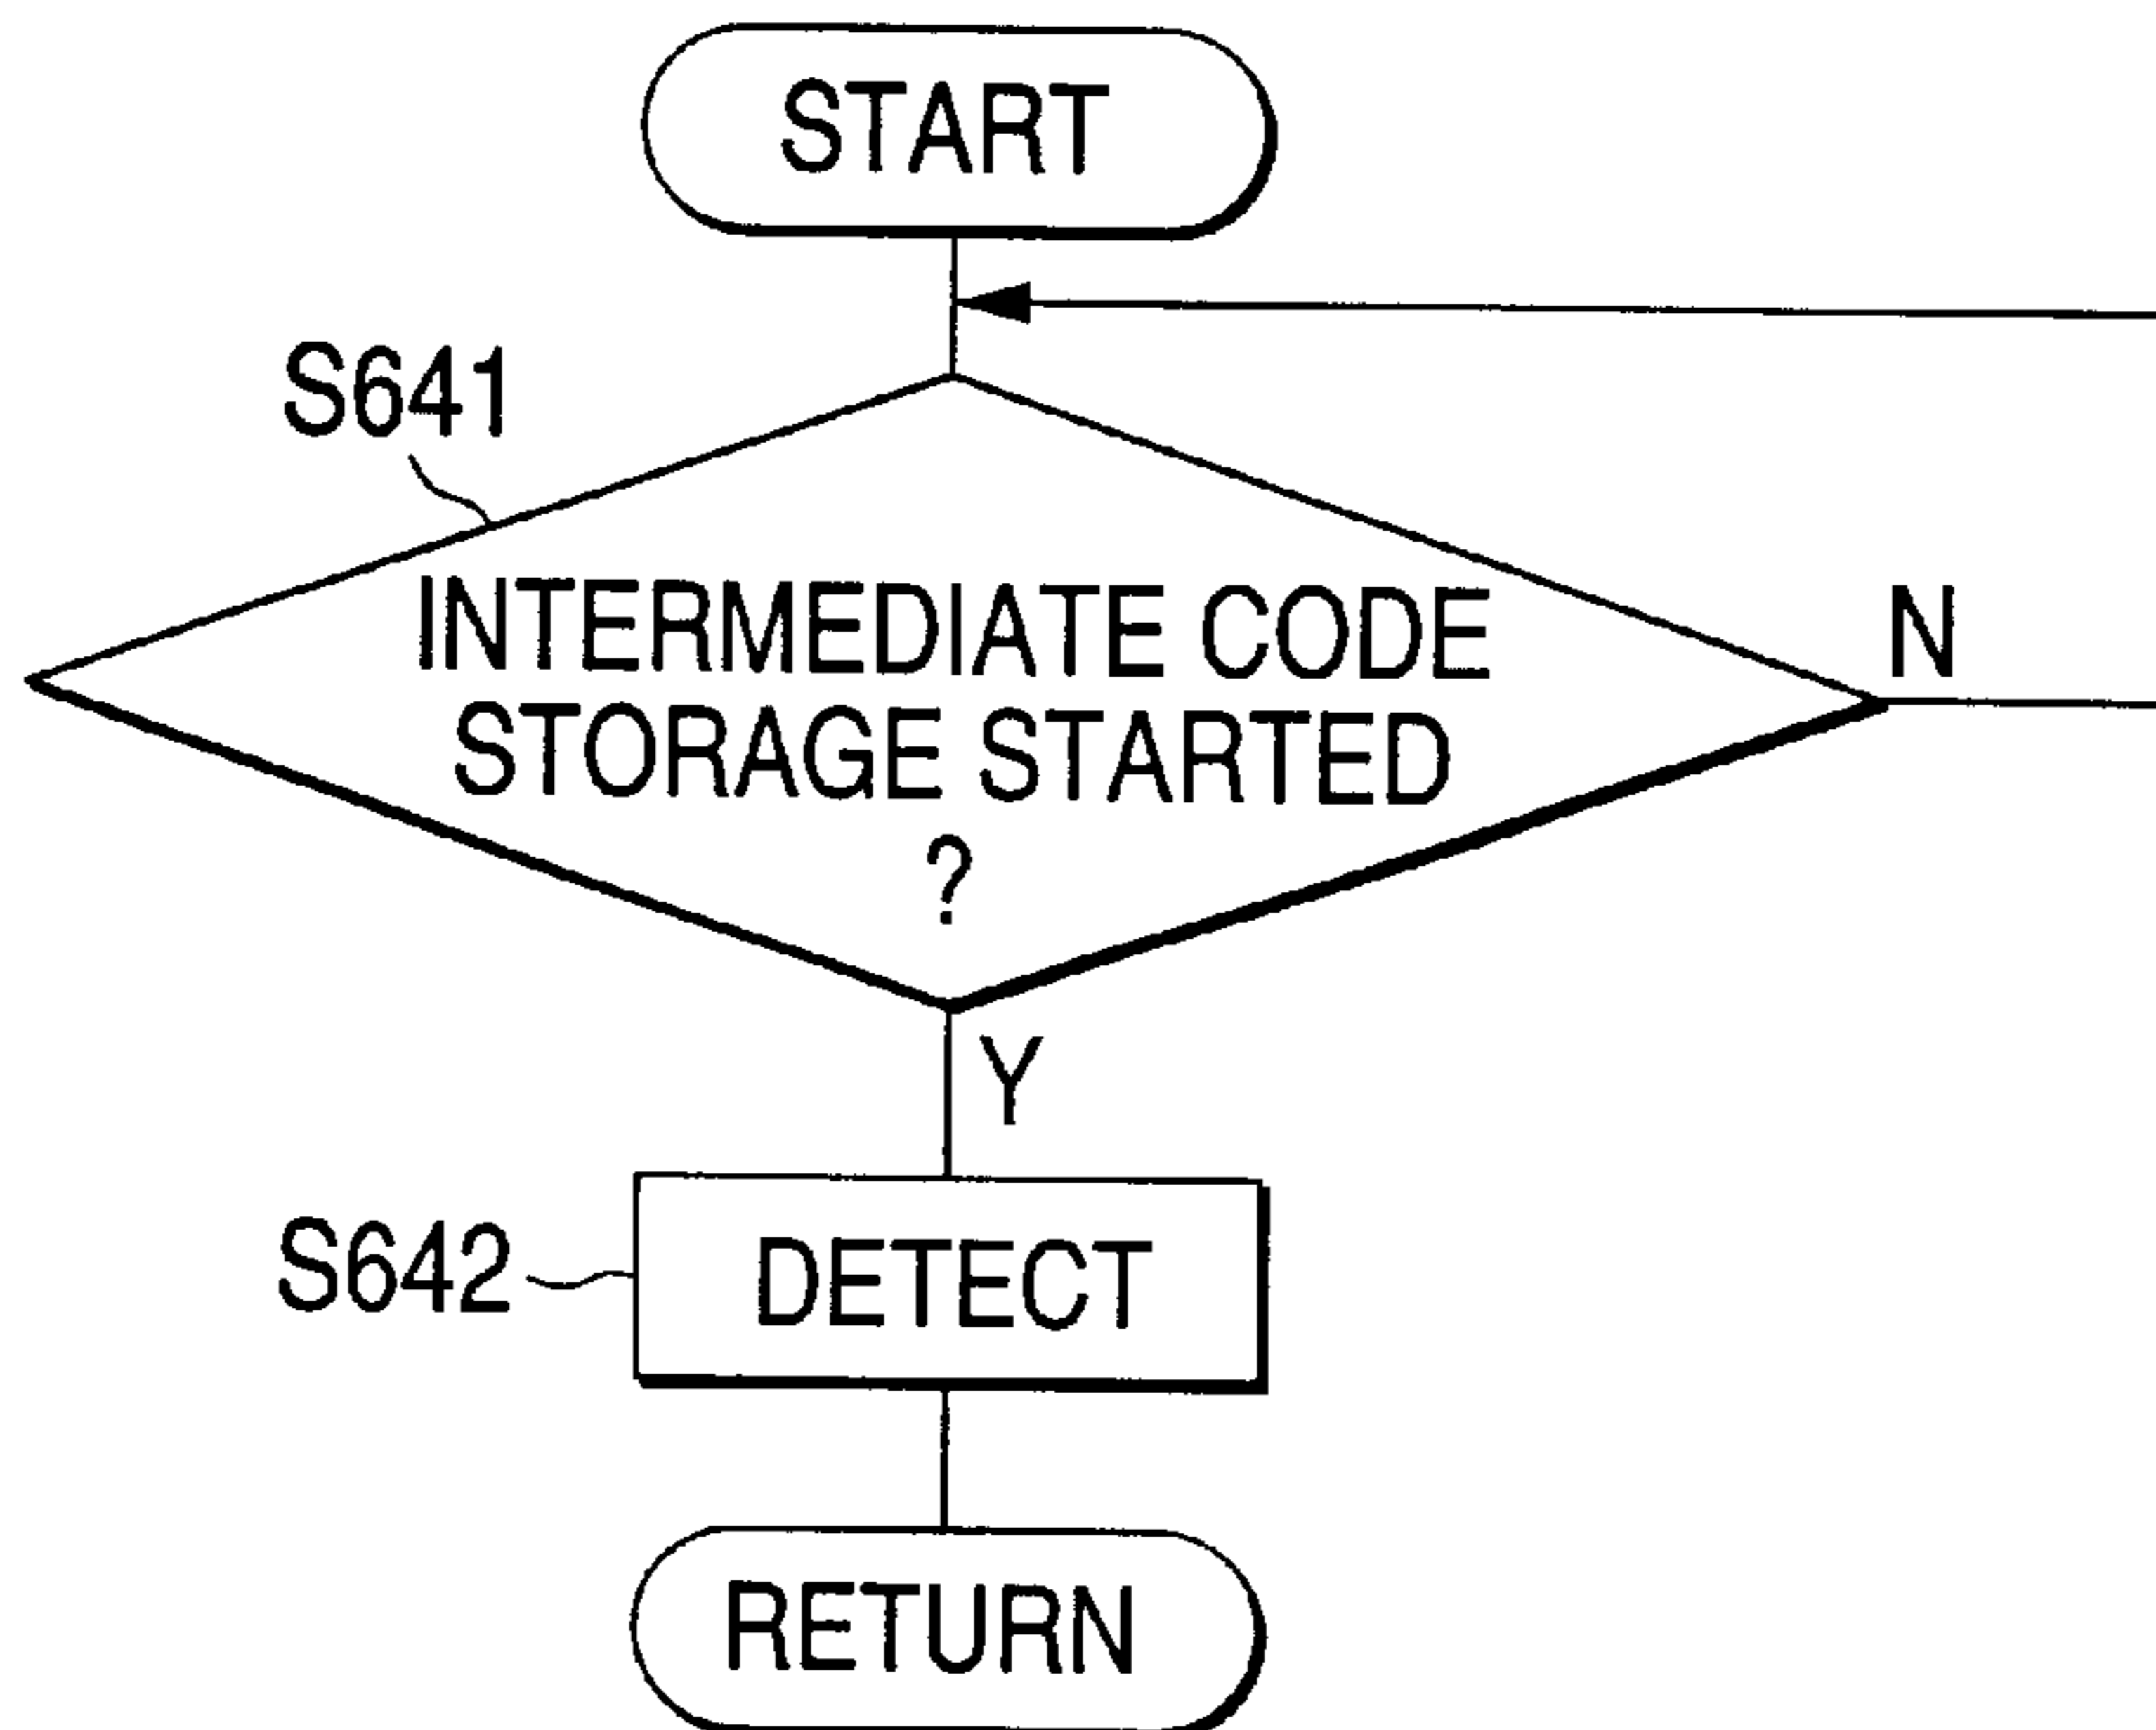 START
S641
INTERMEDIATE CODE
STORAGE STARTED
?
N
Y
S642
DETECT
RETURN